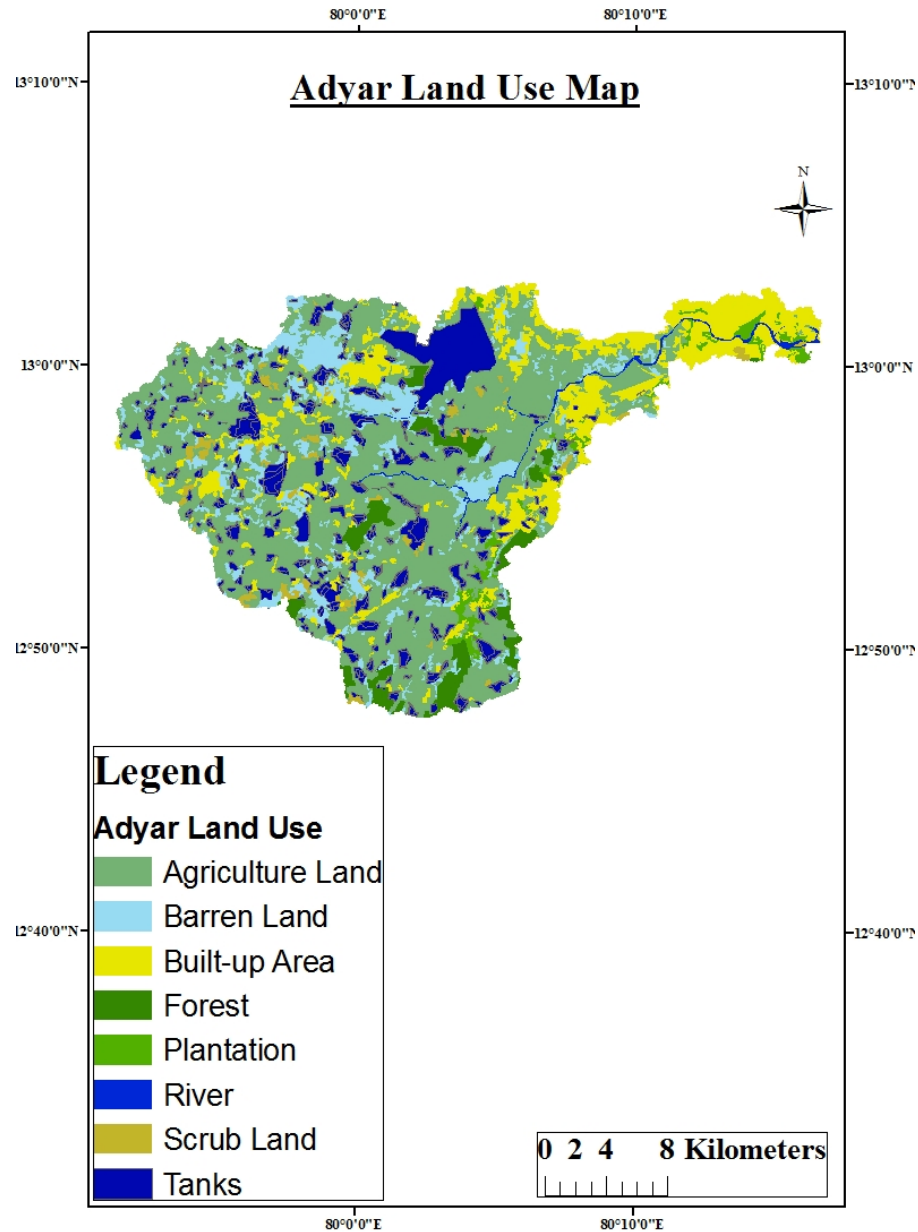 80°0'0"E 80°10'0"E
13°10'0"N 13°10'0"N
Adyar Land Use Map
N
13°0'0"N 13°0'0"N
12°50'0"N 12°50'0"N
Legend
Adyar Land Use
Agriculture Land
Barren Land
12°40'0"N 12°40'0"N
Built-up Area
Forest
Plantation
River
Scrub Land
Tanks
0 2 4 8 Kilometers
80°0'0"E 80°10'0"E